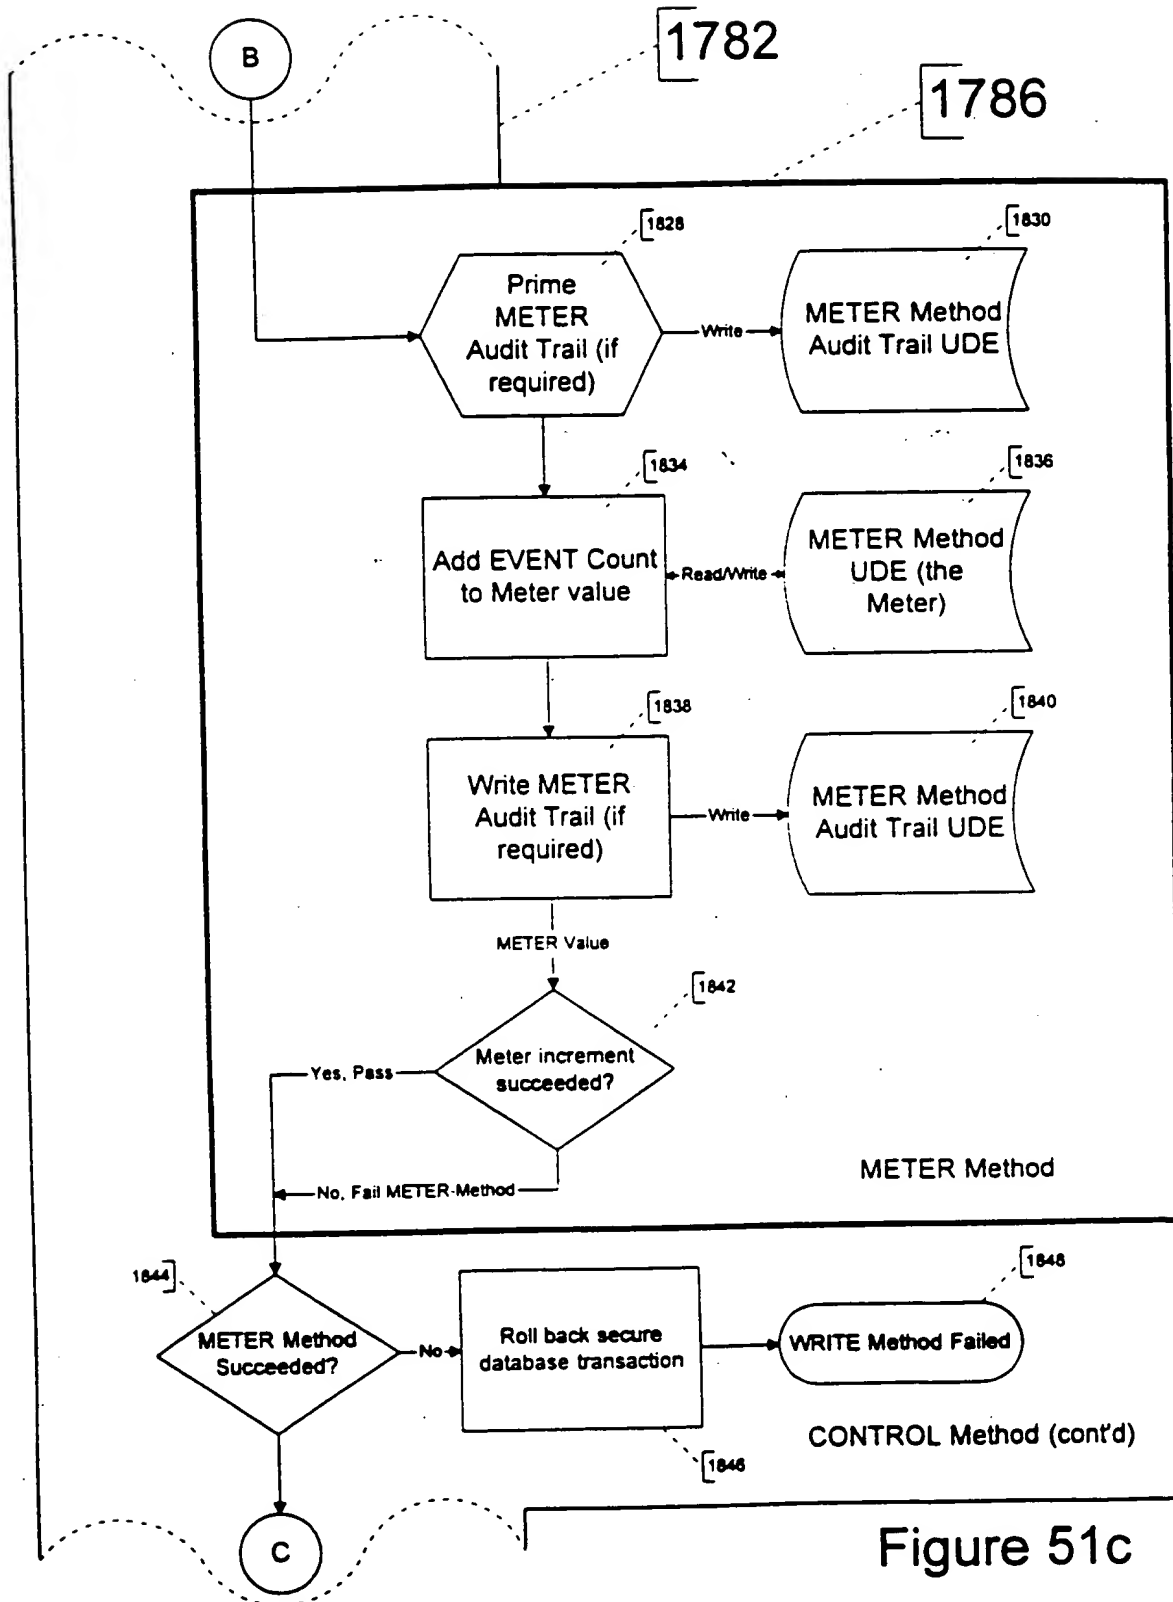 B
1782
1786
1828
Prime
METER
Audit Trail (if
required)
Write
1830
METER Method
Audit Trail UDE
1834
Add EVENT Count
to Meter value
Read/Write
1836
METER Method
UDE (the
Meter)
1838
Write METER
Audit Trail (if
required)
Write
1840
METER Method
Audit Trail UDE
METER Value
1842
Meter increment
succeeded?
Yes, Pass
No, Fail METER-Method
METER Method
1844
METER Method
Succeeded?
No
Roll back secure
database transaction
1846
1848
WRITE Method Failed
CONTROL Method (cont'd)
C
Figure 51c